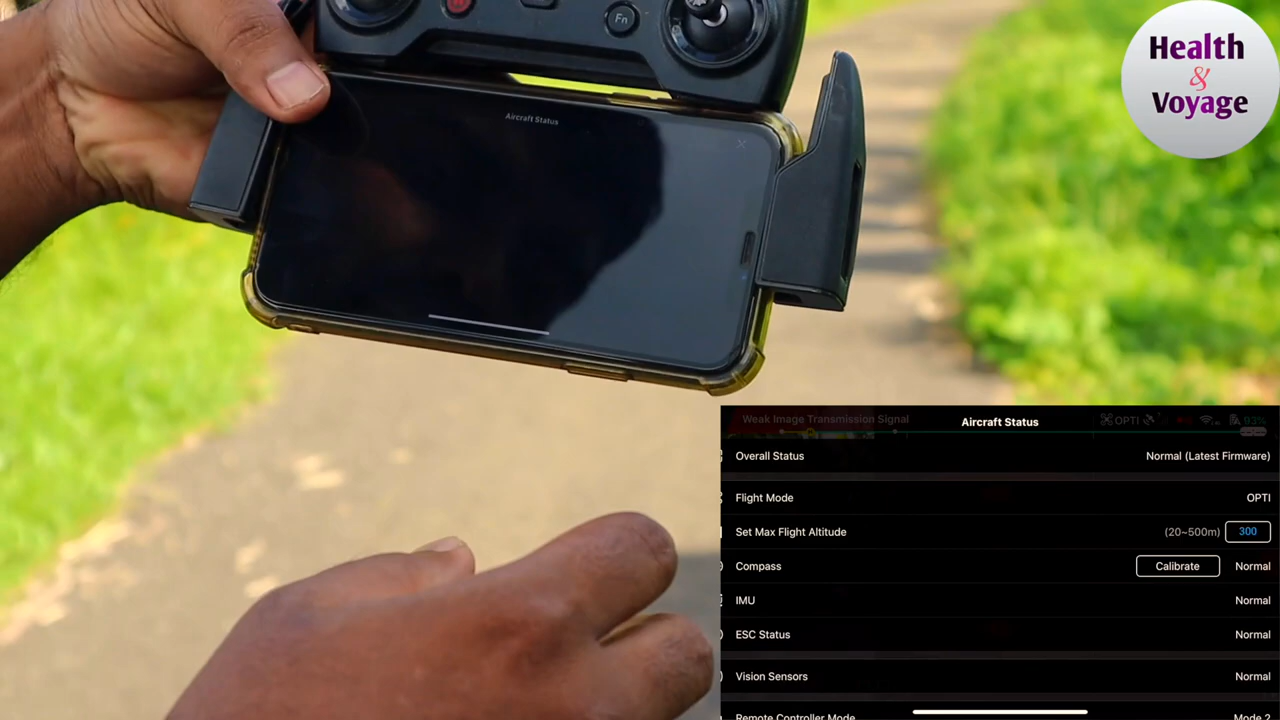 Health
&
Voyage
Fn
Aircraft Status
Weak Image Transmission Signal
Aircraft Status
OPTI
93%
Overall Status
Normal (Latest Firmware)
Flight Mode
OPTI
Set Max Flight Altitude
(20~500m) 300
Compass
Calibrate Normal
IMU
Normal
ESC Status
Normal
Vision Sensors
Normal
Remote Controller Mode
Mode 2